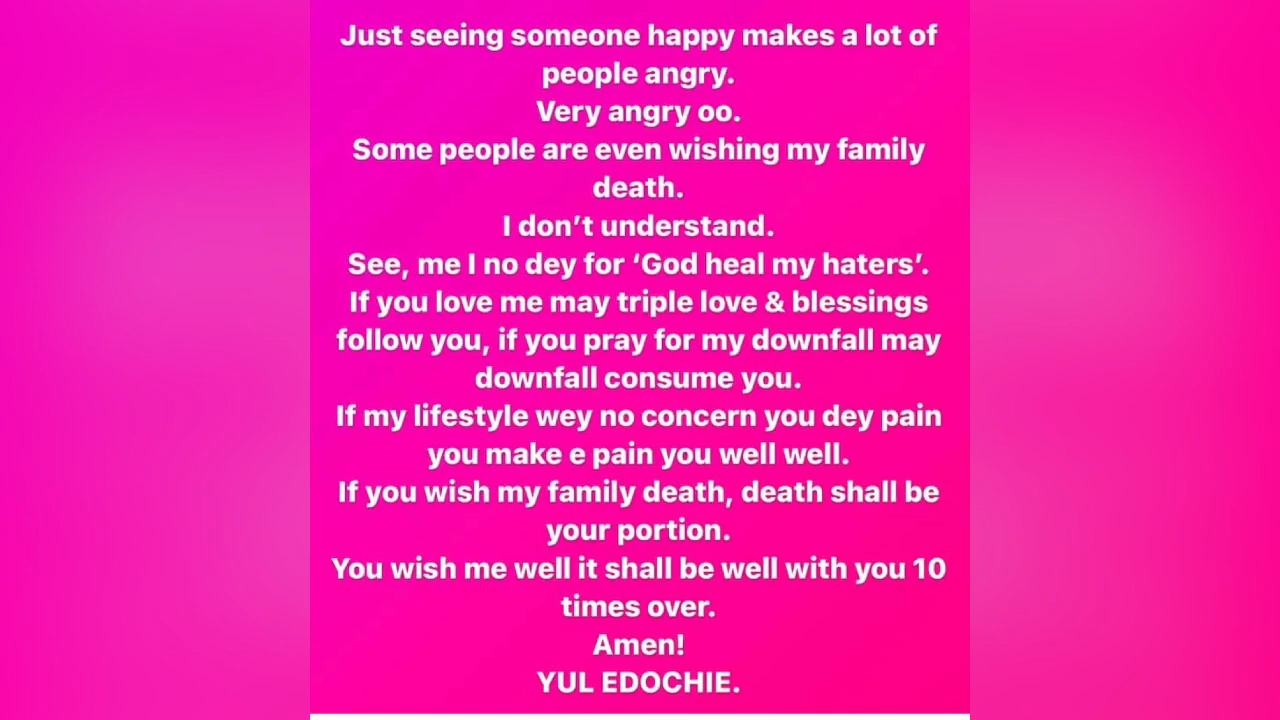 Just seeing someone happy makes a lot of
people angry.
Very angry oo.
Some people are even wishing my family
death.
I don’t understand.
See, me I no dey for ‘God heal my haters’.
If you love me may triple love & blessings
follow you, if you pray for my downfall may
downfall consume you.
If my lifestyle wey no concern you dey pain
you make e pain you well well.
If you wish my family death, death shall be
your portion.
You wish me well it shall be well with you 10
times over.
Amen!
YUL EDOCHIE.